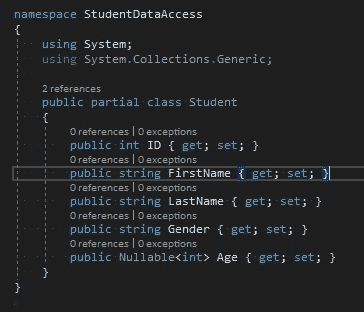 namespace StudentDataAccess
{
using System;
using System.Collections.Generic;
2 references
public partial class Student
{
0 references | 0 exceptions
public int ID { get; set; }
0 references | 0 exceptions
public string FirstName { get; set; }
0 references | 0 exceptions
public string LastName { get; set; }
0 references | 0 exceptions
public string Gender { get; set; }
0 references | 0 exceptions
public Nullable<int> Age { get; set; }
}
}